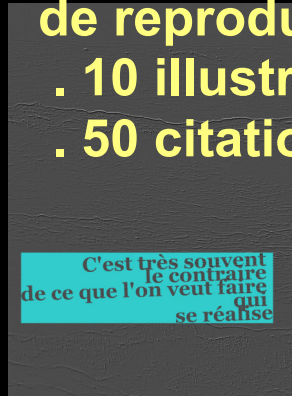 de reprodu
. 10 illustr
. 50 citatio
C'est très souvent
le contraire
de ce que l'on veut faire
qui
se réalise